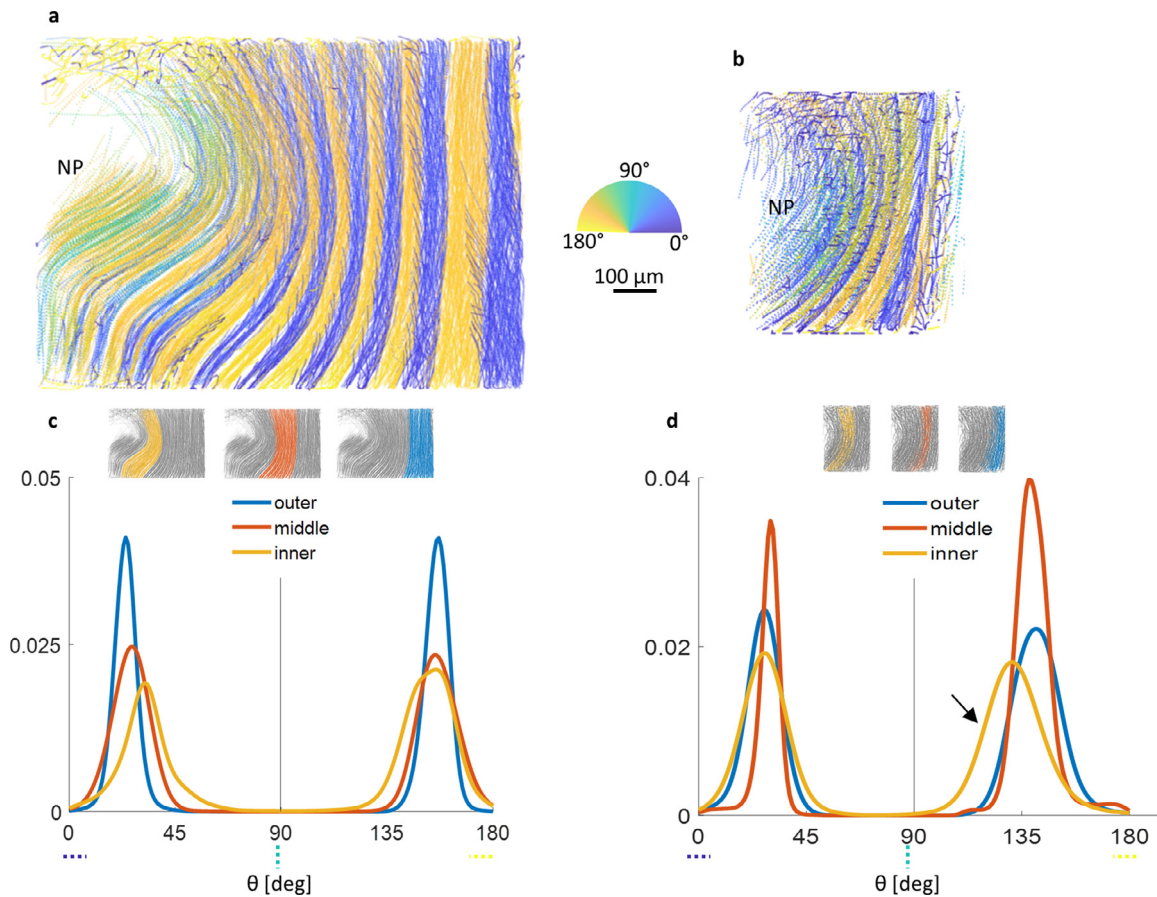 a
b
NP
NP
90°
180°
0°
100 µm
c
0.05
outer
middle
inner
0.025
0
0 45 90 135 180
θ [deg]
d
0.04
outer
middle
inner
0.02
0
0 45 90 135 180
θ [deg]